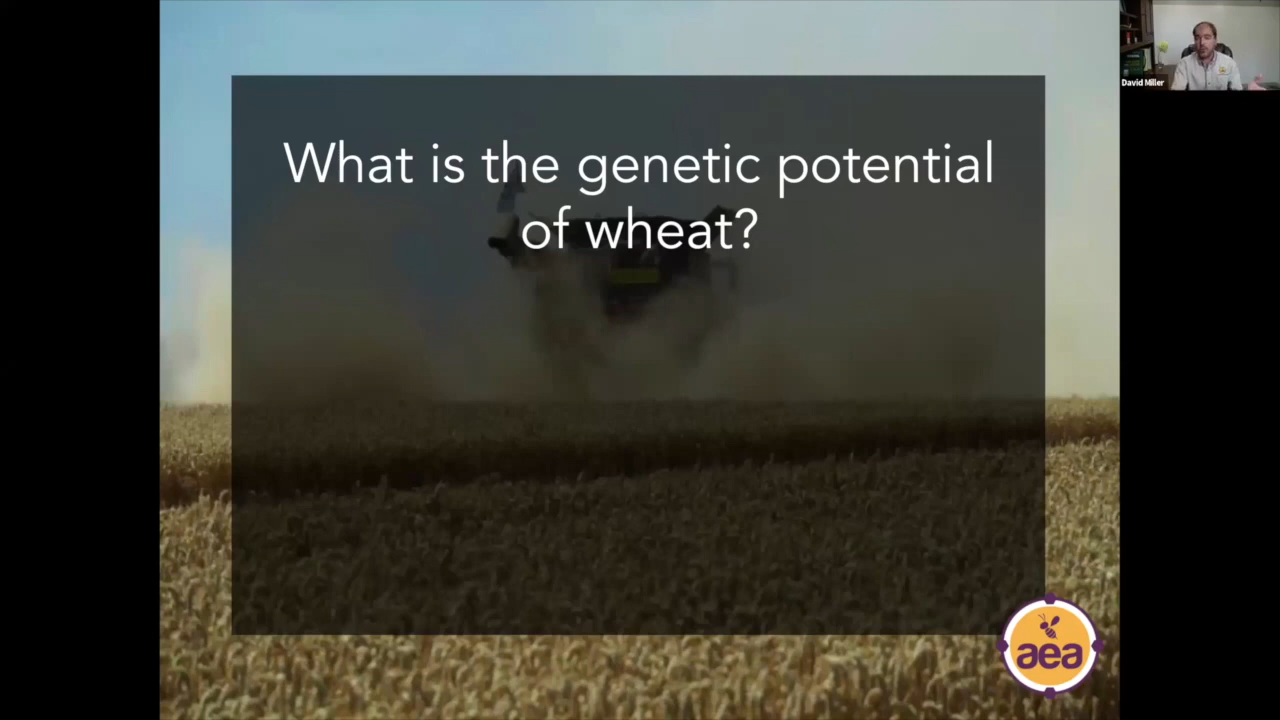 What is the genetic potential
of wheat?
David Miller
aea